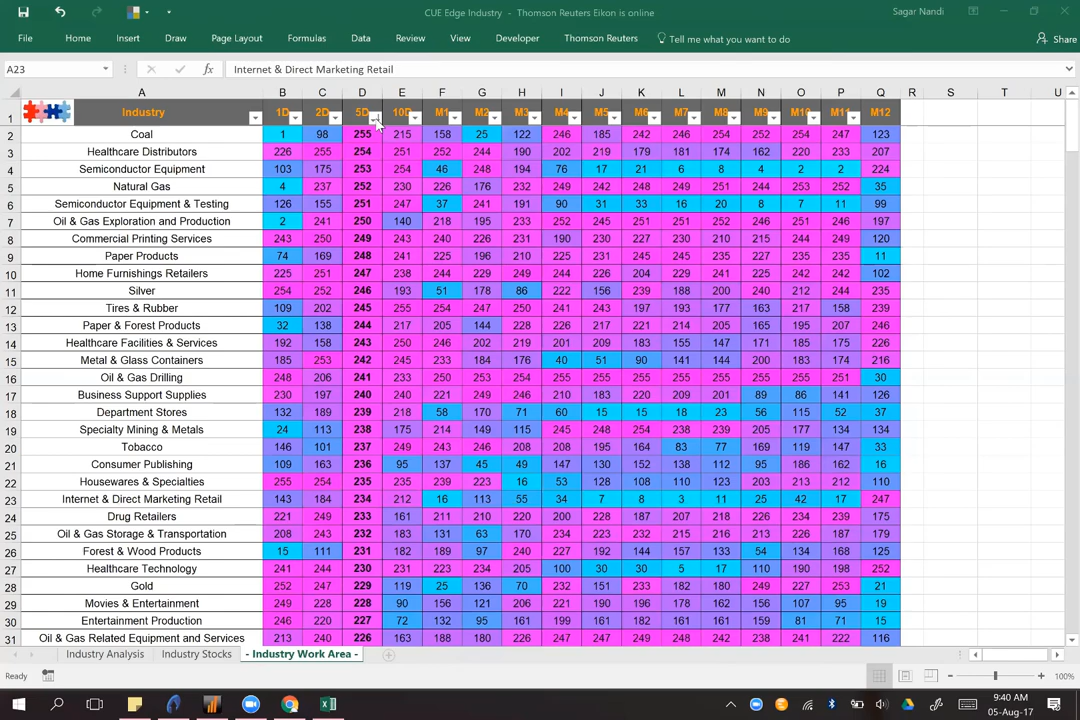 CUE Edge Industry - Thomson Reuters Eikon is online
Sagar Nandi
File Home Insert Draw Page Layout Formulas Data Review View Developer Thomson Reuters Tell me what you want to do Share
A23 fx Internet & Direct Marketing Retail
A B C D E F G H I J K L M N O P Q R S T U
1 Industry 1D 2D 5D 10D M1 M2 M3 M4 M5 M6 M7 M8 M9 M10 M11 M12
2 Coal 1 98 255 215 158 25 122 246 185 242 246 254 252 254 247 123
3 Healthcare Distributors 226 255 254 251 252 244 190 202 219 179 181 174 162 220 233 207
4 Semiconductor Equipment 103 175 253 254 46 248 194 76 17 21 6 8 4 2 2 224
5 Natural Gas 4 237 252 230 226 176 232 249 242 248 249 251 244 253 252 35
6 Semiconductor Equipment & Testing 126 155 251 247 37 241 191 90 31 33 16 20 8 7 11 99
7 Oil & Gas Exploration and Production 2 241 250 140 218 195 233 252 245 251 251 252 246 251 246 197
8 Commercial Printing Services 243 250 249 243 240 226 231 190 230 227 230 210 215 244 249 120
9 Paper Products 74 169 248 241 225 196 210 225 231 245 245 235 227 235 235 11
10 Home Furnishings Retailers 225 251 247 238 244 229 249 244 226 204 229 241 225 242 242 102
11 Silver 254 252 246 193 51 178 86 222 156 239 188 200 240 212 244 235
12 Tires & Rubber 109 202 245 255 254 247 250 241 243 197 193 177 163 217 158 239
13 Paper & Forest Products 32 138 244 217 205 144 228 226 217 221 214 205 165 195 207 246
14 Healthcare Facilities & Services 192 158 243 250 246 202 219 201 209 183 155 147 171 185 175 226
15 Metal & Glass Containers 185 253 242 245 233 184 176 40 51 90 141 144 200 183 174 216
16 Oil & Gas Drilling 248 206 241 233 250 253 254 255 255 255 255 255 255 255 251 30
17 Business Support Supplies 230 197 240 240 221 249 246 210 183 220 209 201 89 86 141 126
18 Department Stores 132 189 239 218 58 170 71 60 15 15 18 23 56 115 52 37
19 Specialty Mining & Metals 24 113 238 175 214 149 115 245 248 254 238 239 205 177 134 134
20 Tobacco 146 101 237 249 243 246 208 208 195 164 83 77 169 119 147 33
21 Consumer Publishing 109 163 236 95 137 45 49 147 130 152 138 112 95 186 162 16
22 Housewares & Specialties 255 254 235 235 239 223 16 53 128 108 110 123 203 213 212 110
23 Internet & Direct Marketing Retail 143 184 234 212 16 113 55 34 7 8 3 11 25 42 17 247
24 Drug Retailers 221 249 233 161 211 210 220 200 228 187 207 218 226 234 239 175
25 Oil & Gas Storage & Transportation 208 243 232 183 131 63 170 234 223 232 215 216 213 226 187 179
26 Forest & Wood Products 15 111 231 182 189 97 240 227 192 144 157 133 54 134 168 125
27 Healthcare Technology 241 244 230 231 223 234 205 100 30 30 5 17 110 190 198 252
28 Gold 252 247 229 119 25 136 70 232 151 233 182 180 249 227 253 21
29 Movies & Entertainment 249 228 228 90 156 121 206 221 190 196 178 162 156 107 95 19
30 Entertainment Production 246 220 227 72 132 95 161 199 161 182 161 161 159 81 71 15
31 Oil & Gas Related Equipment and Services 213 240 226 163 188 180 226 247 247 249 248 242 238 241 222 116
Industry Analysis Industry Stocks - Industry Work Area -
Ready 100%
9:40 AM
05-Aug-17